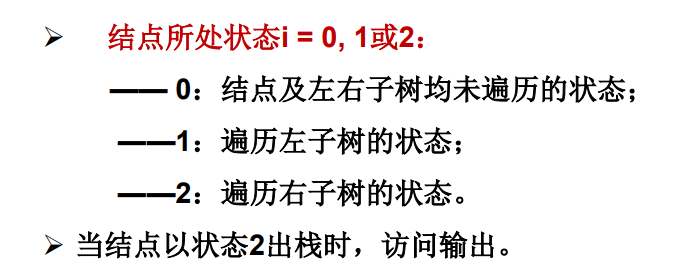 ➢ 结点所处状态i = 0, 1或2：
—— 0：结点及左右子树均未遍历的状态；
——1：遍历左子树的状态；
——2：遍历右子树的状态。
➢ 当结点以状态2出栈时，访问输出。